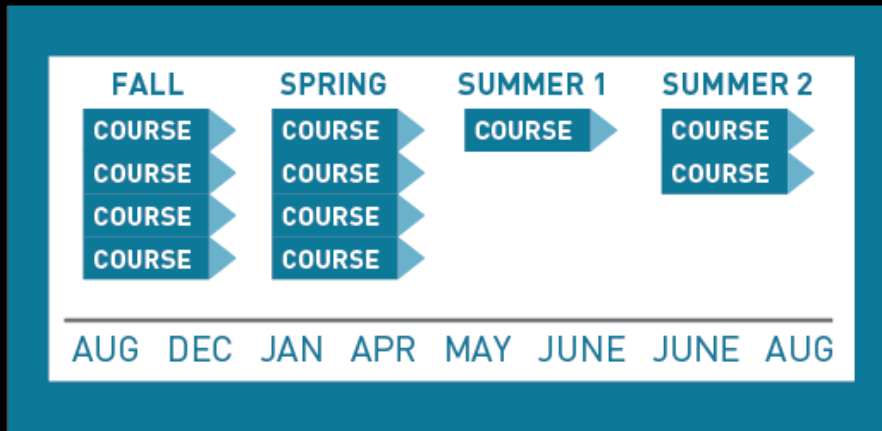 FALL SPRING SUMMER 1 SUMMER 2
COURSE COURSE COURSE COURSE
COURSE COURSE COURSE
COURSE COURSE
COURSE COURSE
AUG DEC JAN APR MAY JUNE JUNE AUG